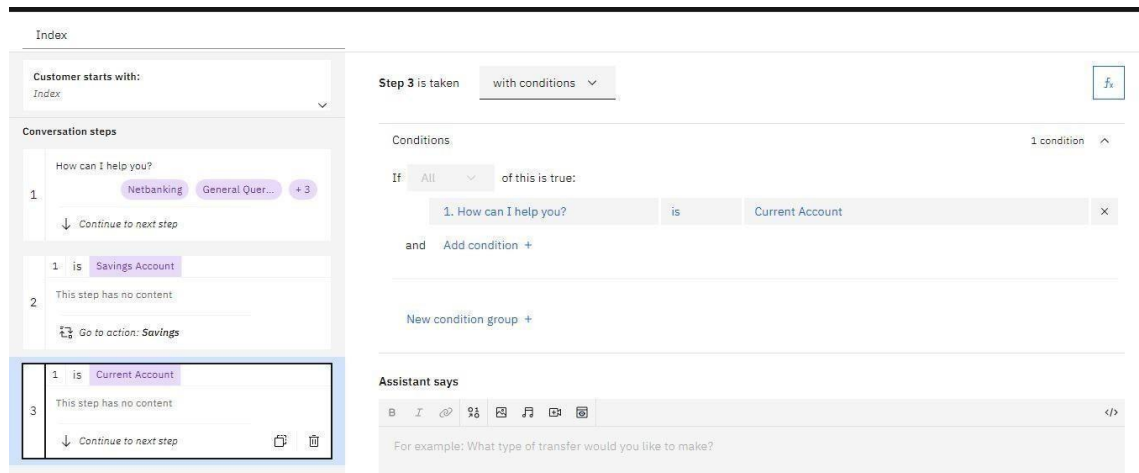 Index
Customer starts with:
Index
Conversation steps
1
How can I help you?
Netbanking General Quer... + 3
Continue to next step
2
1 is Savings Account
This step has no content
Go to action: Savings
3
1 is Current Account
This step has no content
Continue to next step
Step 3 is taken with conditions
fx
Conditions 1 condition
If All of this is true:
1. How can I help you? is Current Account ×
and Add condition +
New condition group +
Assistant says
B I </>
For example: What type of transfer would you like to make?